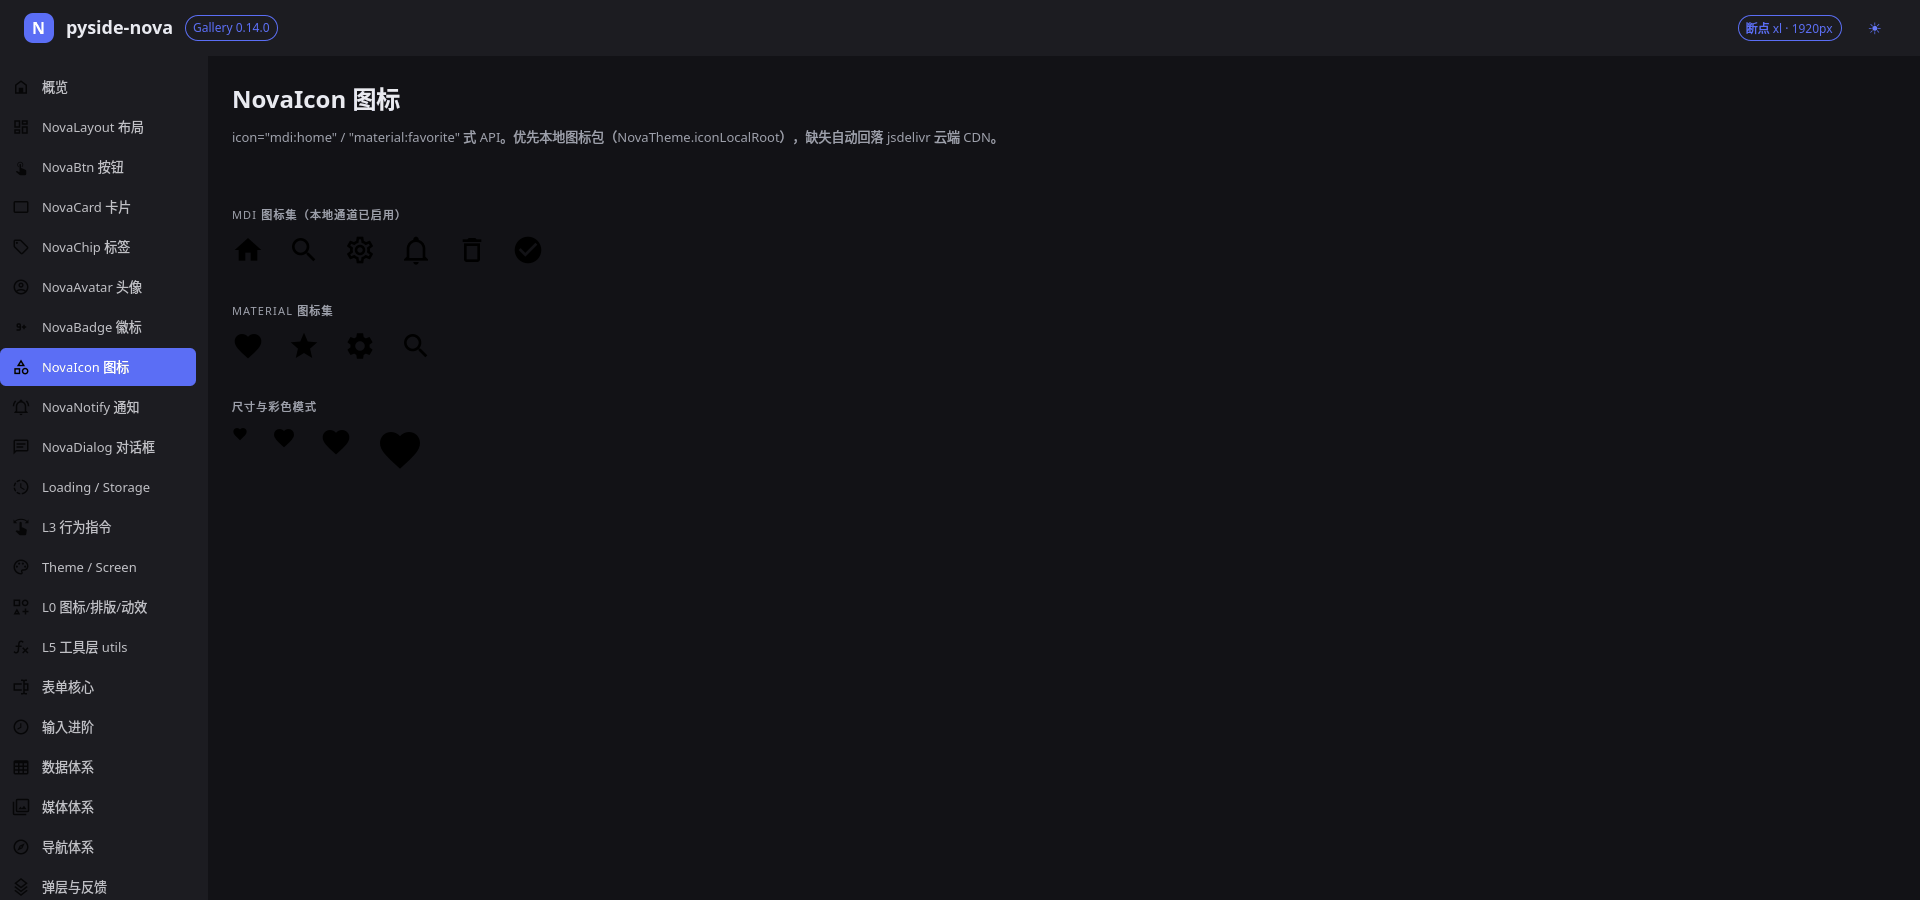 N pyside-nova Gallery 0.14.0 断点 xl · 1920px
概览
NovaLayout 布局
NovaBtn 按钮
NovaCard 卡片
NovaChip 标签
NovaAvatar 头像
9+ NovaBadge 徽标
NovaIcon 图标
NovaNotify 通知
NovaDialog 对话框
Loading / Storage
L3 行为指令
Theme / Screen
L0 图标/排版/动效
L5 工具层 utils
表单核心
输入进阶
数据体系
媒体体系
导航体系
弹层与反馈
NovaIcon 图标
icon="mdi:home" / "material:favorite" 式 API。优先本地图标包（NovaTheme.iconLocalRoot），缺失自动回落 jsdelivr 云端 CDN。
MDI 图标集（本地通道已启用）
MATERIAL 图标集
尺寸与彩色模式